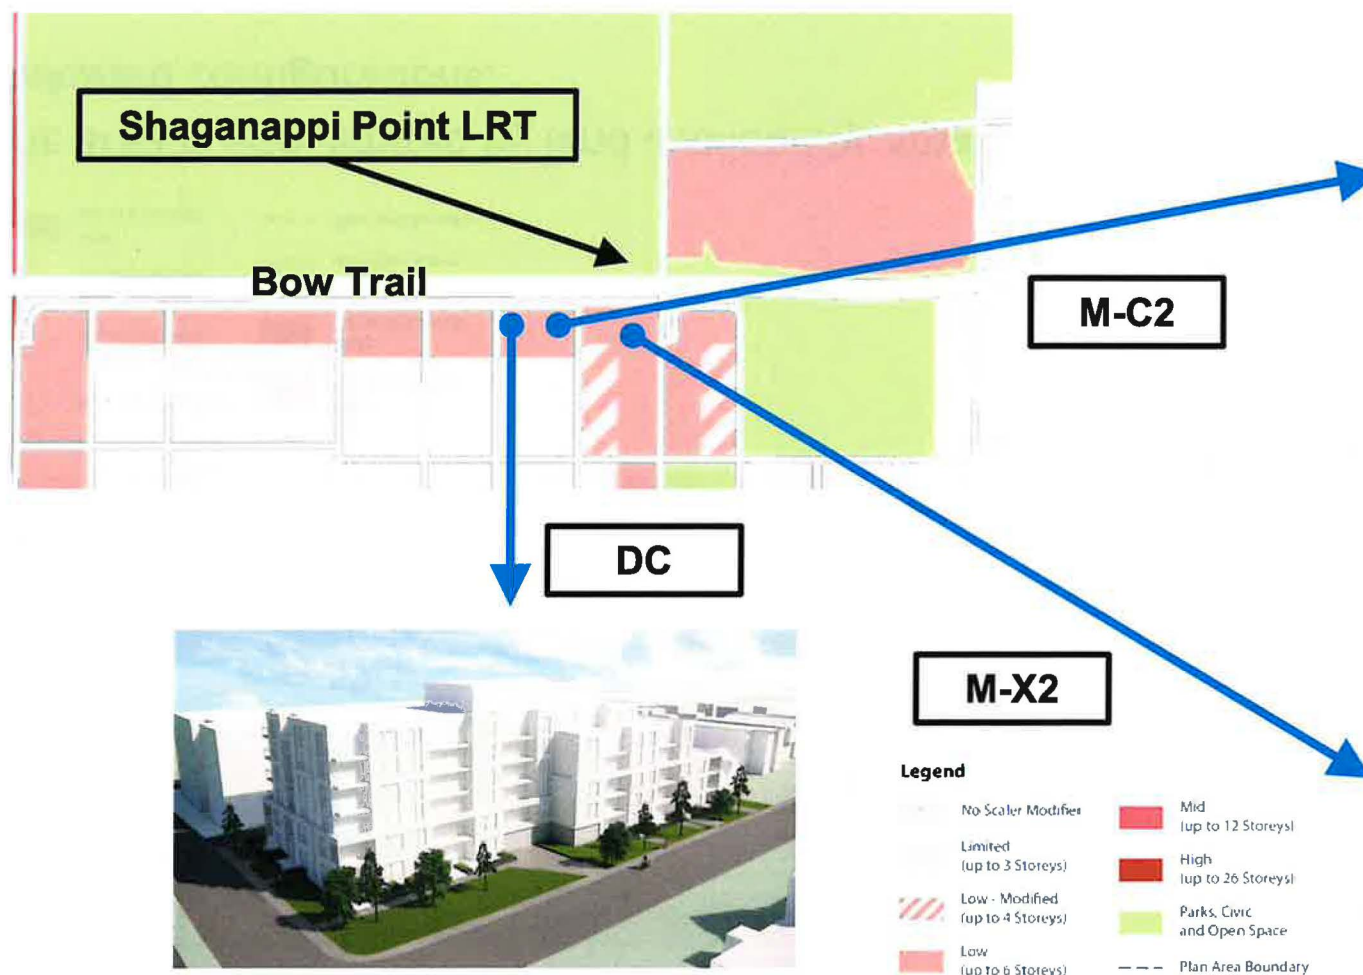 Shaganappi Point LRT
Bow Trail
M-C2
DC
M-X2
Legend
No Scaler Modifier
Limited
(up to 3 Storeys)
Low - Modified
(up to 4 Storeys)
Low
(up to 6 Storeys)
Mid
(up to 12 Storeys)
High
(up to 26 Storeys)
Parks, Civic
and Open Space
Plan Area Boundary